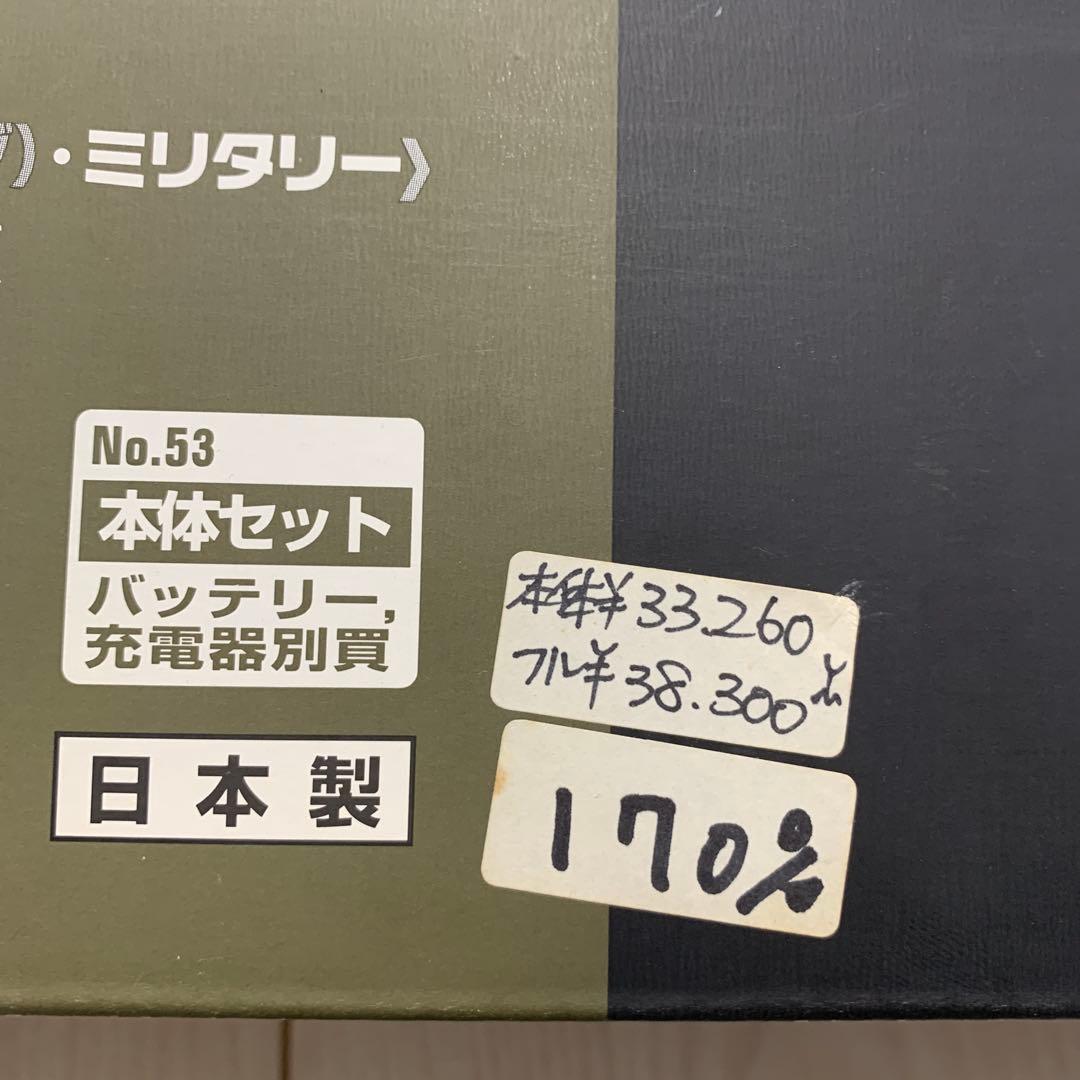 ・ミリタリー》
No.53
本体セット
バッテリー,
充電器別買
日本製
本体¥33.260
フル¥38.300
170%